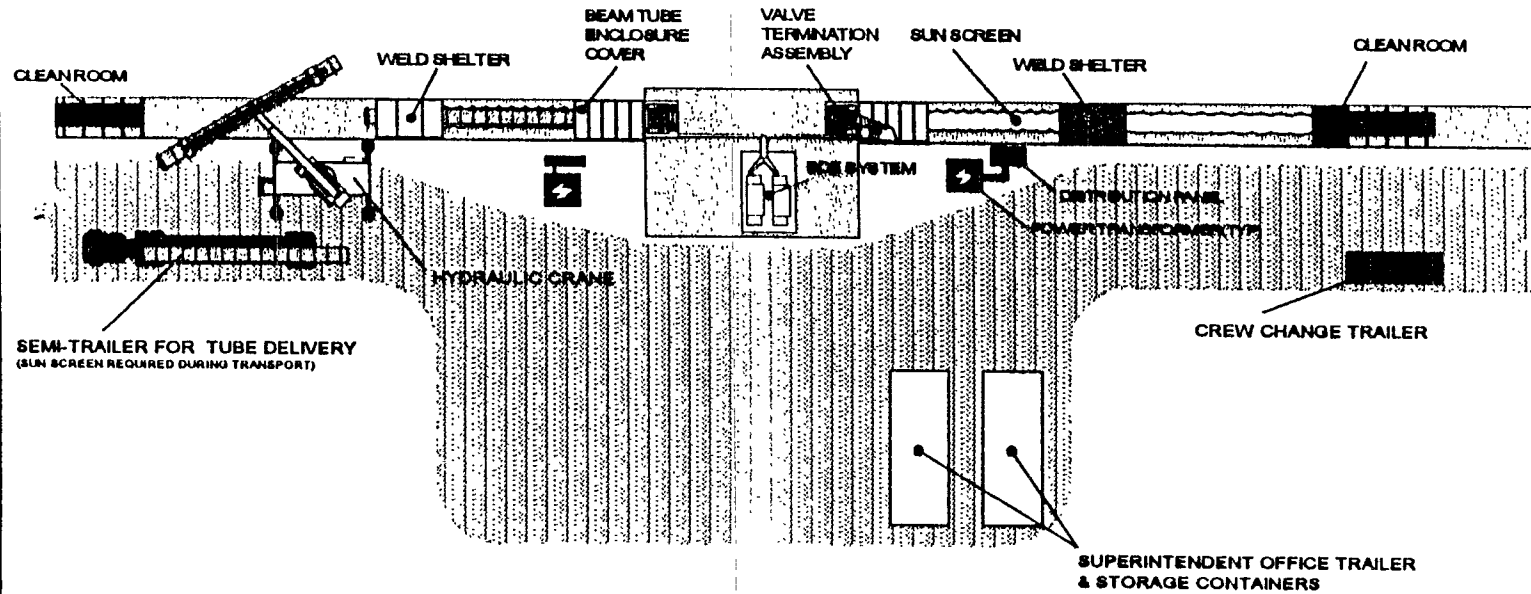 BEAM TUBE
ENCLOSURE
COVER
VALVE
TERMINATION
ASSEMBLY
SUN SCREEN
CLEAN ROOM
WELD SHELTER
WELD SHELTER
CLEAN ROOM
SYSTEM
DISTRIBUTION PANEL
POWER TRANSFORMER (TYP)
HYDRAULIC CRANE
CREW CHANGE TRAILER
SEMI-TRAILER FOR TUBE DELIVERY
(SUN SCREEN REQUIRED DURING TRANSPORT)
SUPERINTENDENT OFFICE TRAILER
& STORAGE CONTAINERS